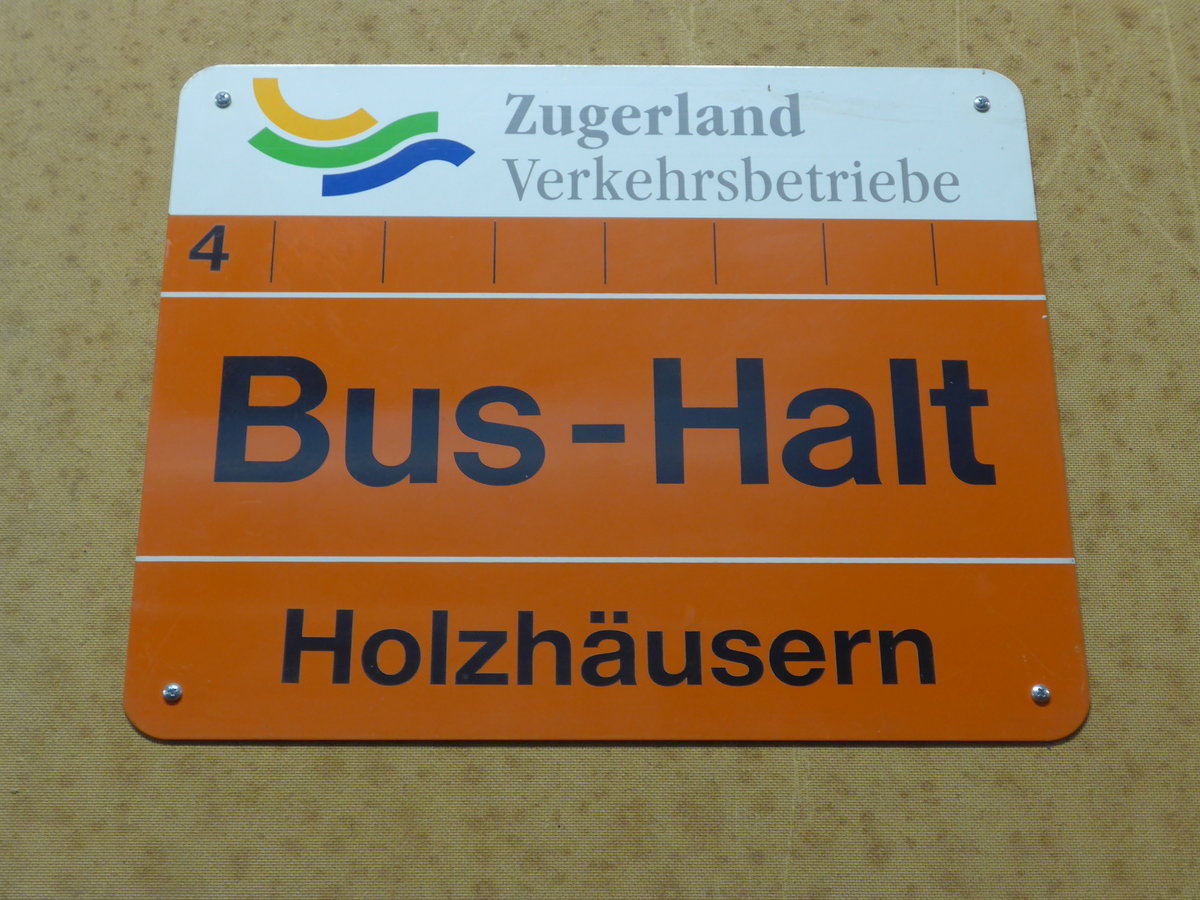 Zugerland
Verkehrsbetriebe
4
Bus-Halt
Holzhäusern